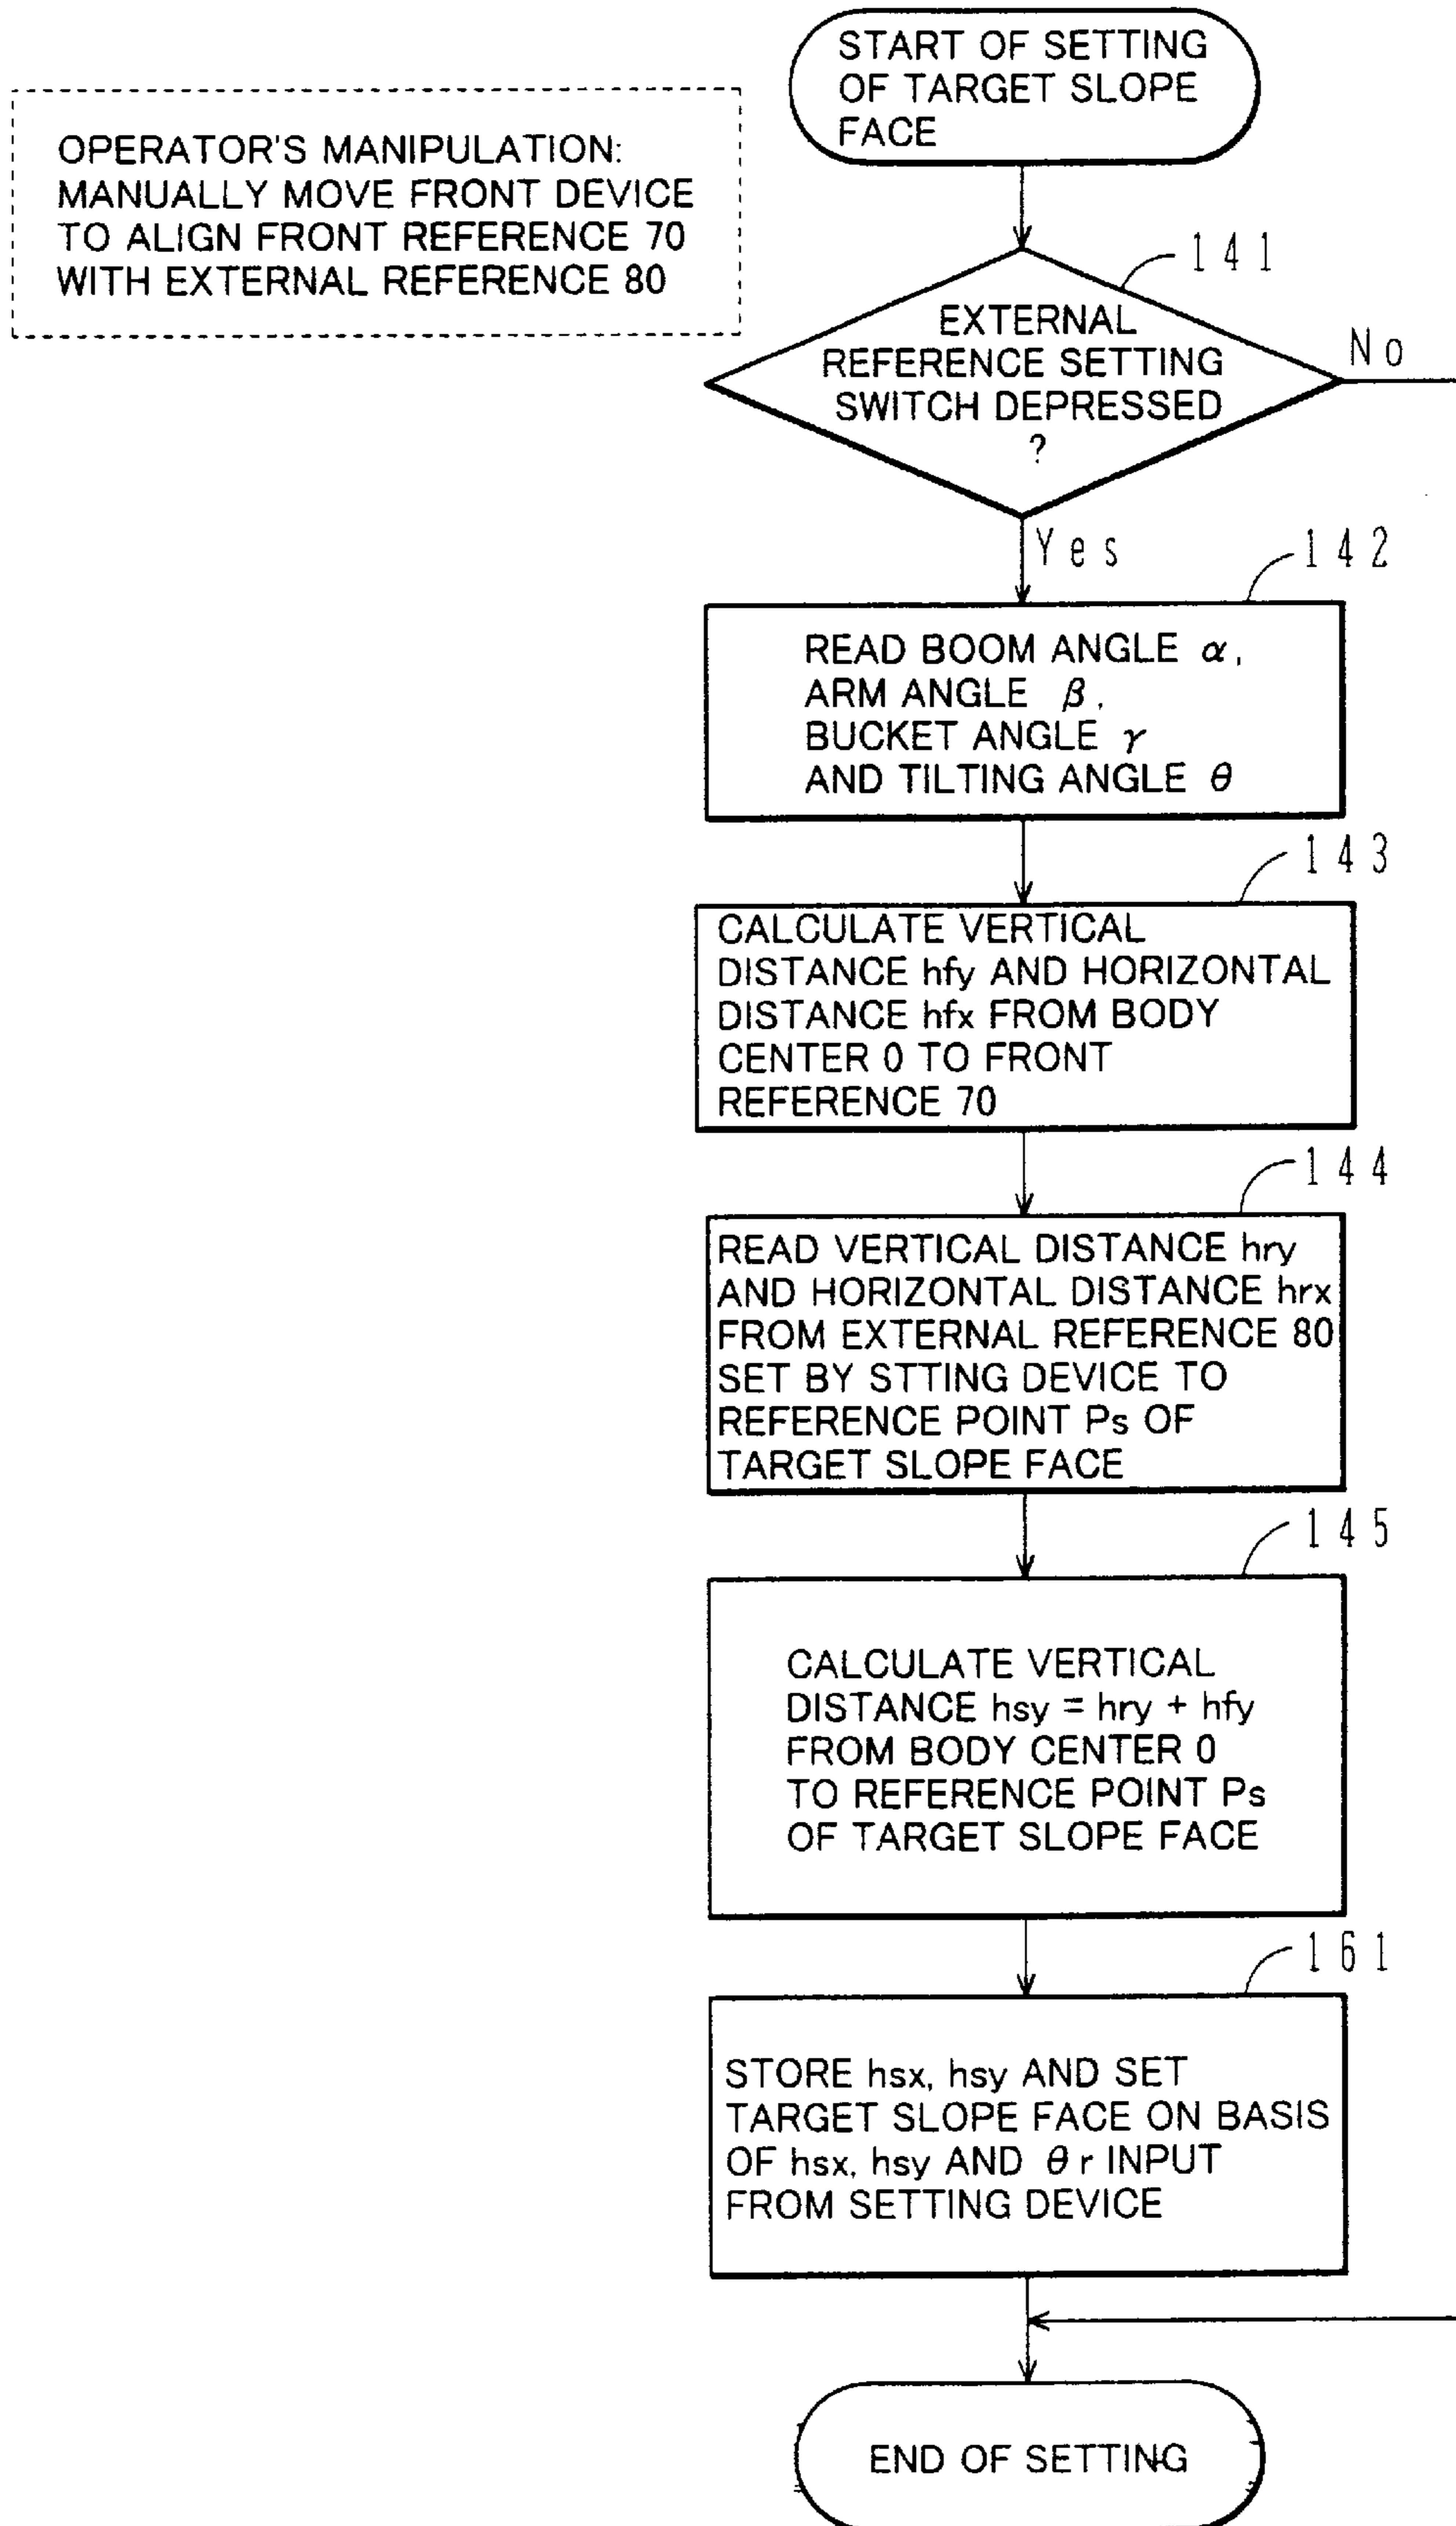 START OF SETTING
OF TARGET SLOPE
FACE
OPERATOR'S MANIPULATION:
MANUALLY MOVE FRONT DEVICE
TO ALIGN FRONT REFERENCE 70
WITH EXTERNAL REFERENCE 80
141
EXTERNAL
REFERENCE SETTING
SWITCH DEPRESSED
?
No
Yes
142
READ BOOM ANGLE α,
ARM ANGLE β,
BUCKET ANGLE γ
AND TILTING ANGLE θ
143
CALCULATE VERTICAL
DISTANCE hfy AND HORIZONTAL
DISTANCE hfx FROM BODY
CENTER 0 TO FRONT
REFERENCE 70
144
READ VERTICAL DISTANCE hry
AND HORIZONTAL DISTANCE hrx
FROM EXTERNAL REFERENCE 80
SET BY STTING DEVICE TO
REFERENCE POINT Ps OF
TARGET SLOPE FACE
145
CALCULATE VERTICAL
DISTANCE hsy = hry + hfy
FROM BODY CENTER 0
TO REFERENCE POINT Ps
OF TARGET SLOPE FACE
161
STORE hsx, hsy AND SET
TARGET SLOPE FACE ON BASIS
OF hsx, hsy AND θr INPUT
FROM SETTING DEVICE
END OF SETTING